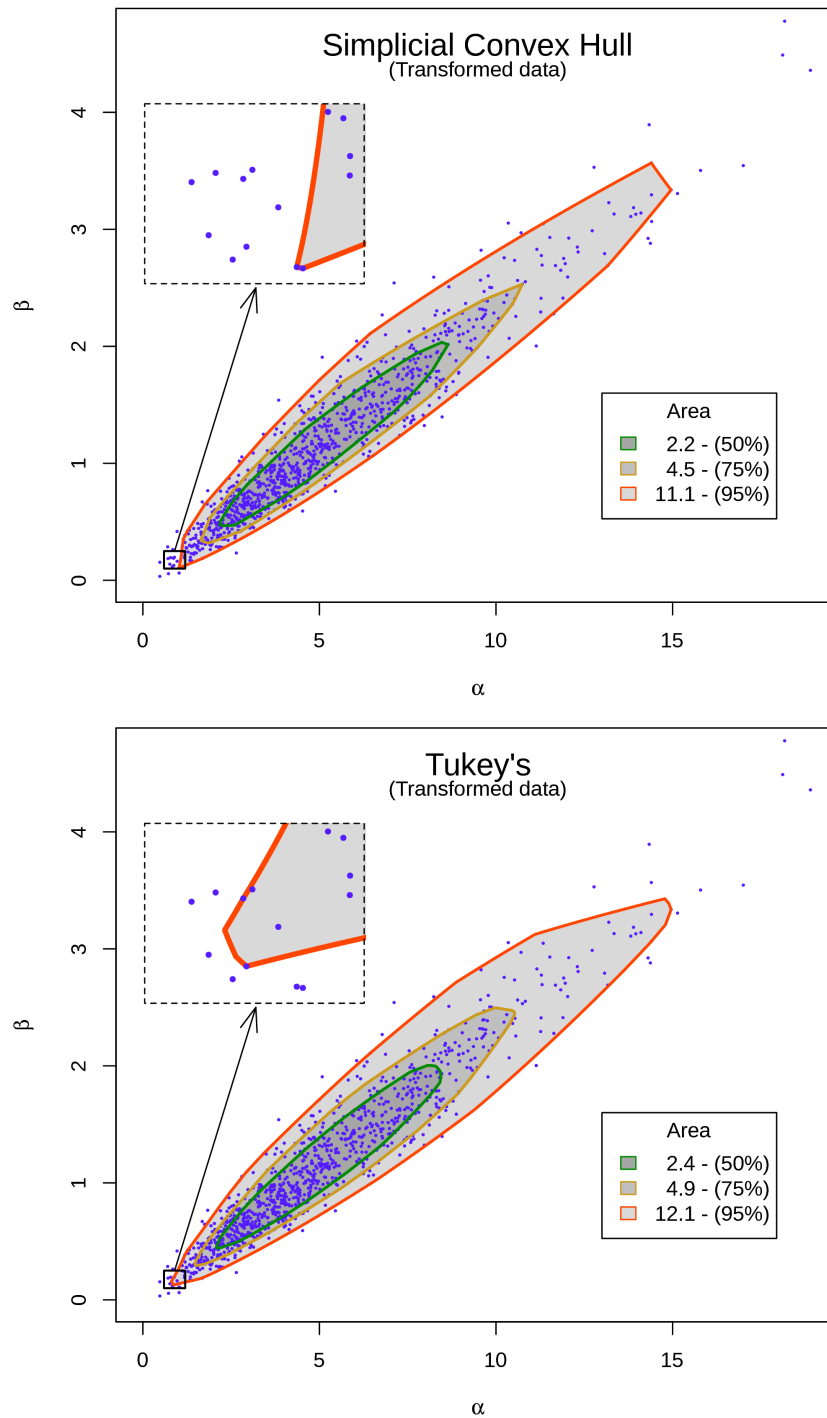 Simplicial Convex Hull
(Transformed data)
4
3
2
1
0
β
Area
2.2 - (50%)
4.5 - (75%)
11.1 - (95%)
0 5 10 15
α
Tukey's
(Transformed data)
4
3
2
1
0
β
Area
2.4 - (50%)
4.9 - (75%)
12.1 - (95%)
0 5 10 15
α